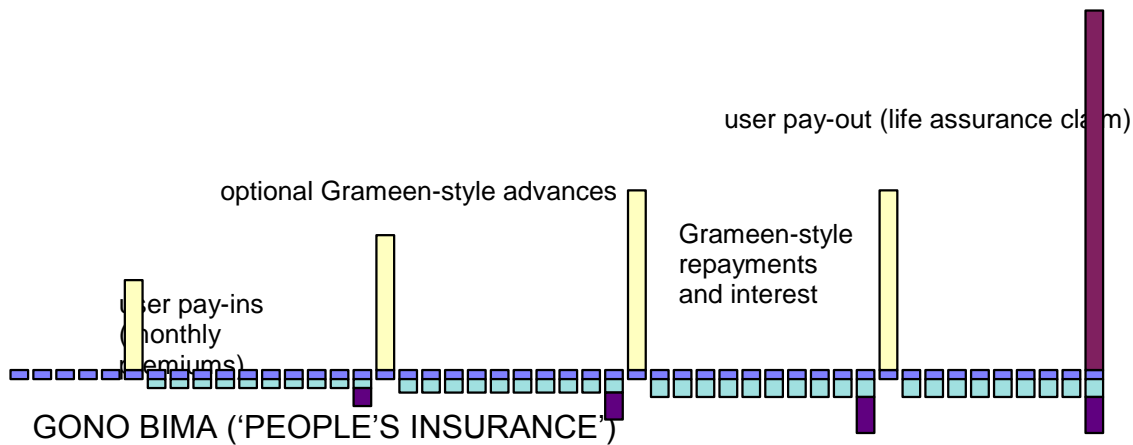 user pay-out (life assurance claim)
optional Grameen-style advances
Grameen-style
repayments
and interest
user pay-ins
(monthly
premiums)
GONO BIMA (‘PEOPLE’S INSURANCE’)